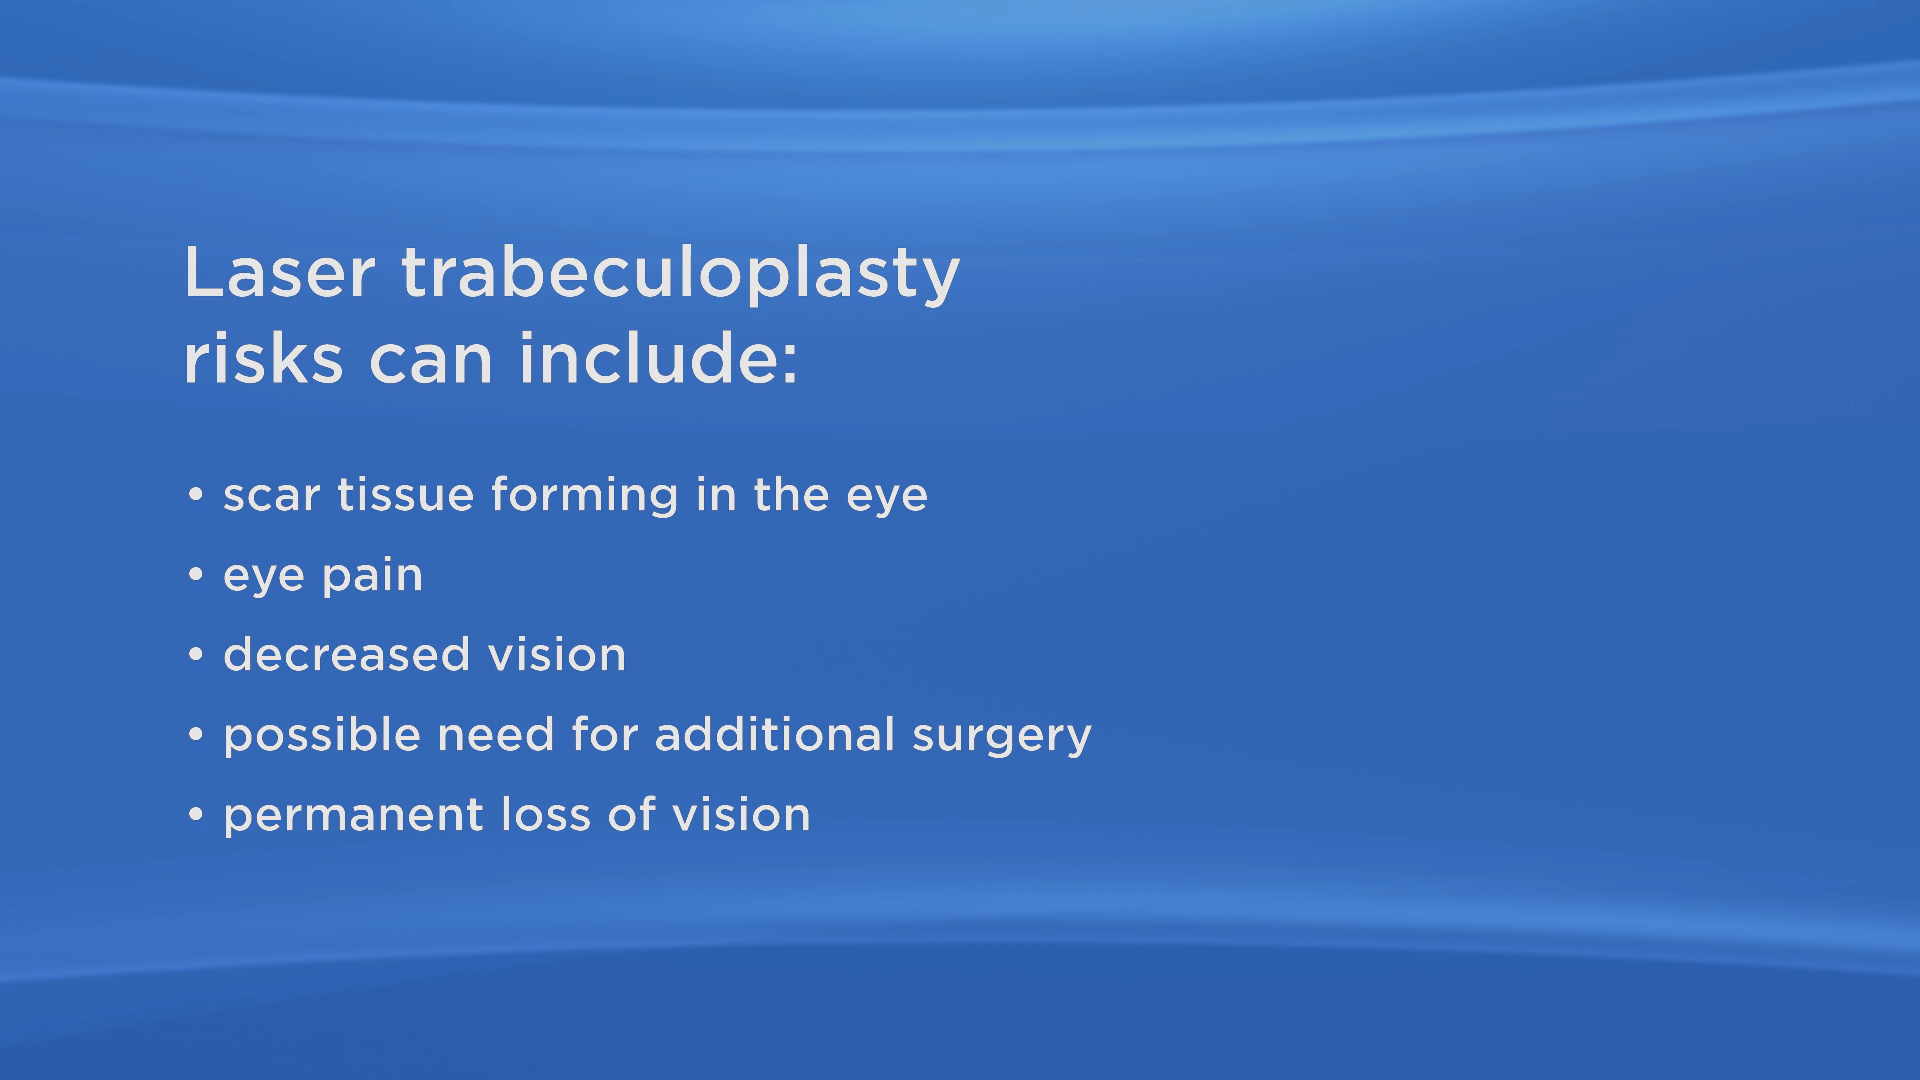 Laser trabeculoplasty
risks can include:
• scar tissue forming in the eye
• eye pain
• decreased vision
• possible need for additional surgery
• permanent loss of vision